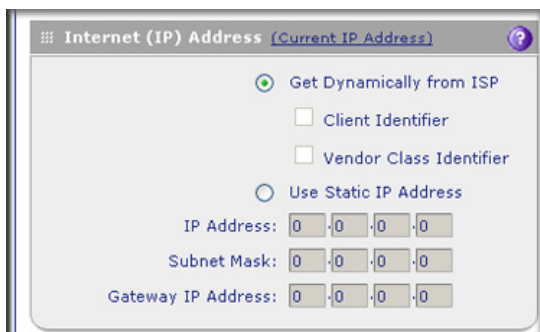 Internet (IP) Address (Current IP Address) ?
Get Dynamically from ISP
Client Identifier
Vendor Class Identifier
Use Static IP Address
IP Address: 0 .0 .0 .0
Subnet Mask: 0 .0 .0 .0
Gateway IP Address: 0 .0 .0 .0